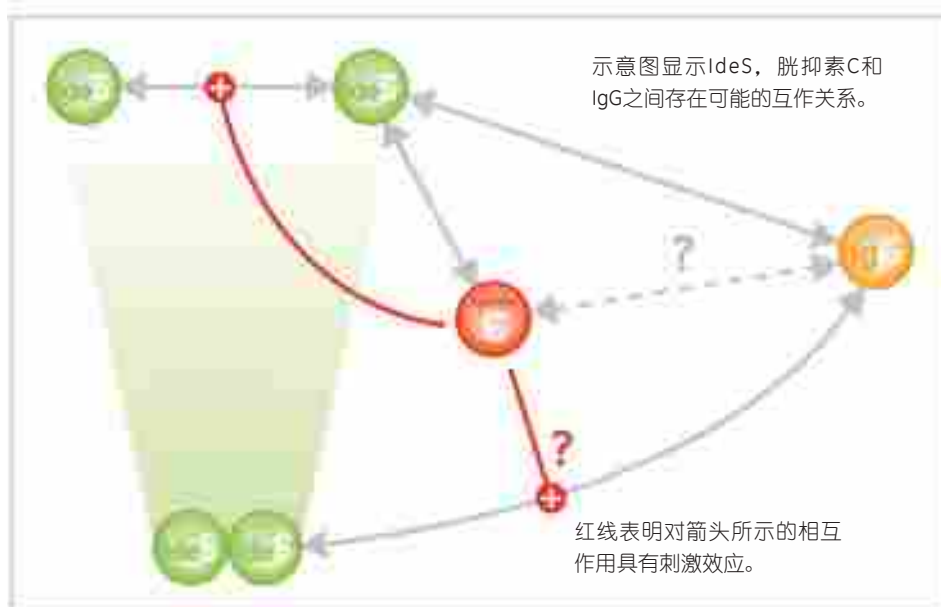 示意图显示IdeS，胱抑素C和
IgG之间存在可能的互作关系。
?
?
红线表明对箭头所示的相互
作用具有刺激效应。